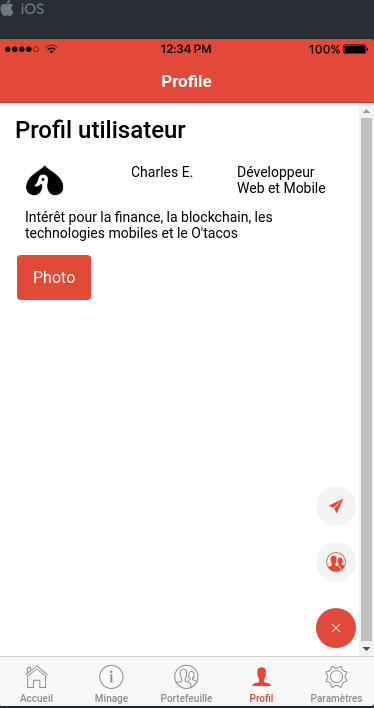 iOS
12:34 PM
100%
Profile
Profil utilisateur
Charles E.
Développeur
Web et Mobile
Intérêt pour la finance, la blockchain, les
technologies mobiles et le O'tacos
Photo
Accueil
Minage
Portefeuille
Profil
Paramètres